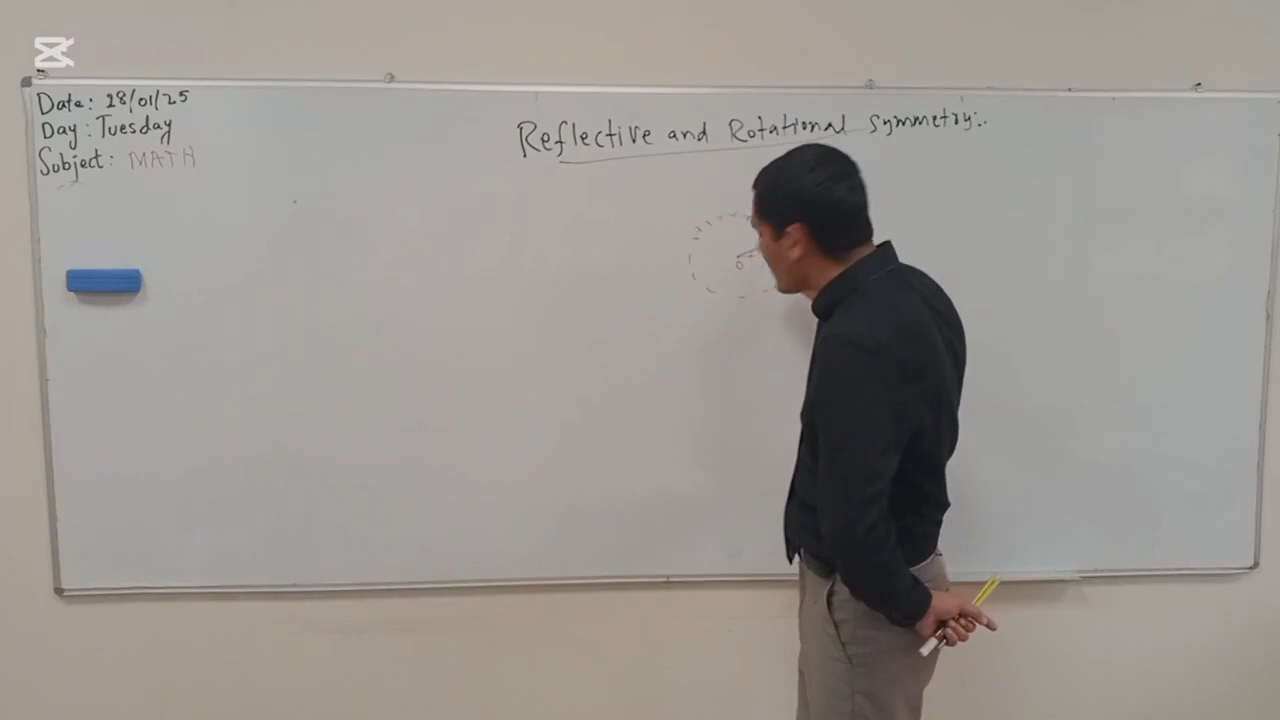 Date: 28/01/25
Day: Tuesday
Subject: MATH
Reflective and Rotational Symmetry:.
O